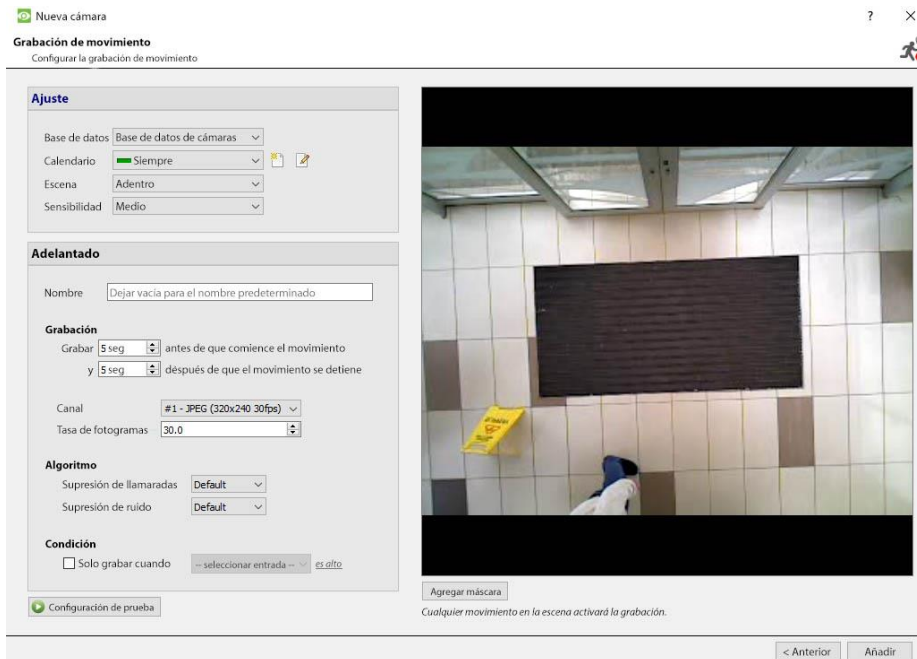 Nueva cámara
?
Grabación de movimiento
Configurar la grabación de movimiento
Ajuste
Base de datos Base de datos de cámaras
Calendario Siempre
Escena Adentro
Sensibilidad Medio
Adelantado
Nombre Dejar vacía para el nombre predeterminado
Grabación
Grabar 5 seg antes de que comience el movimiento
y 5 seg después de que el movimiento se detiene
Canal #1 - JPEG (320x240 30fps)
Tasa de fotogramas 30.0
Algoritmo
Supresión de llamaradas Default
Supresión de ruido Default
Condición
Solo grabar cuando -- seleccionar entrada -- es alto
Configuración de prueba
Agregar máscara
Cualquier movimiento en la escena activará la grabación.
< Anterior Añadir